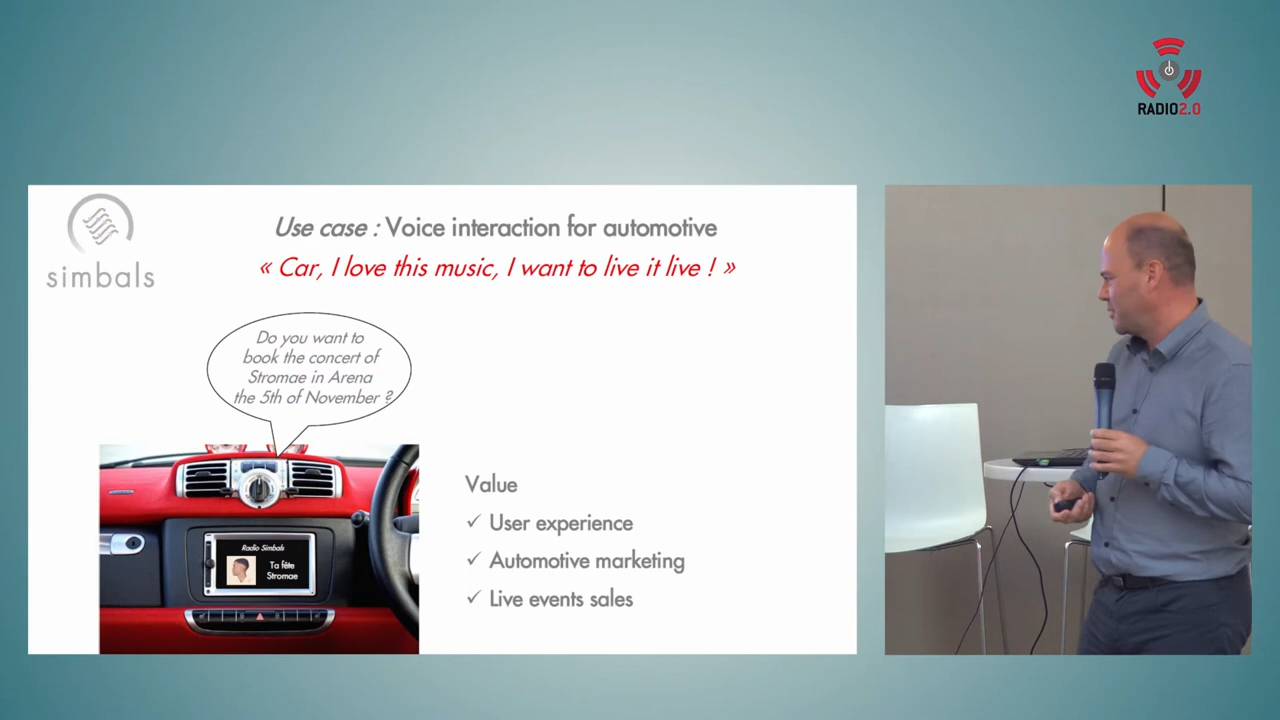 RADIO2.0
simbals
Use case : Voice interaction for automotive
« Car, I love this music, I want to live it live ! »
Do you want to
book the concert of
Stromae in Arena
the 5th of November ?
Radio Simbals
Ta fête
Stromae
Value
✓ User experience
✓ Automotive marketing
✓ Live events sales